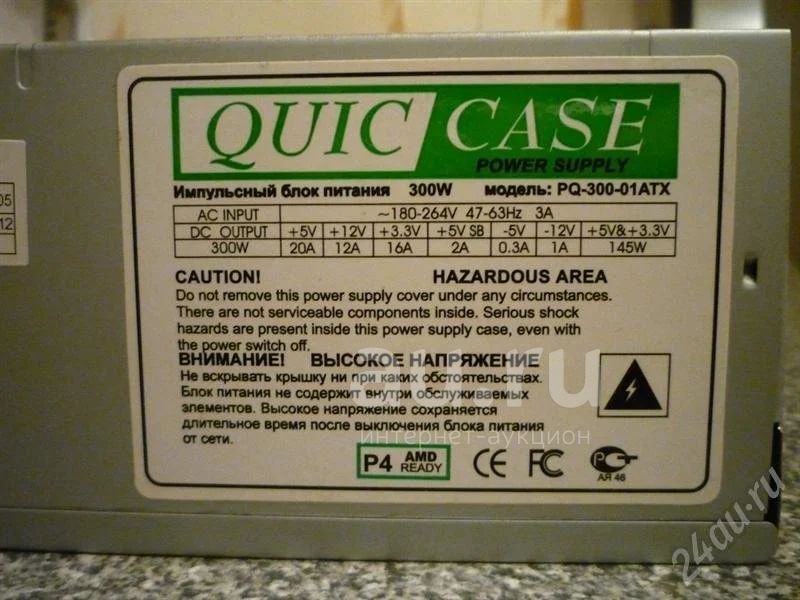 QUIC CASE
POWER SUPPLY
Импульсный блок питания 300W модель: PQ-300-01ATX
AC INPUT ~180-264V 47-63Hz 3A
DC OUTPUT +5V +12V +3.3V +5V SB -5V -12V +5V&+3.3V
300W 20A 12A 16A 2A 0.3A 1A 145W
05
12
CAUTION! HAZARDOUS AREA
Do not remove this power supply cover under any circumstances.
There are not serviceable components inside. Serious shock
hazards are present inside this power supply case, even with
the power switch off.
ВНИМАНИЕ! ВЫСОКОЕ НАПРЯЖЕНИЕ
Не вскрывать крышку ни при каких обстоятельствах.
Блок питания не содержит внутри обслуживаемых
элементов. Высокое напряжение сохраняется
длительное время после выключения блока питания
от сети.
P4 AMD READY CE FC РСТ
АЯ 46
au.ru
интернет-аукцион
24au.ru